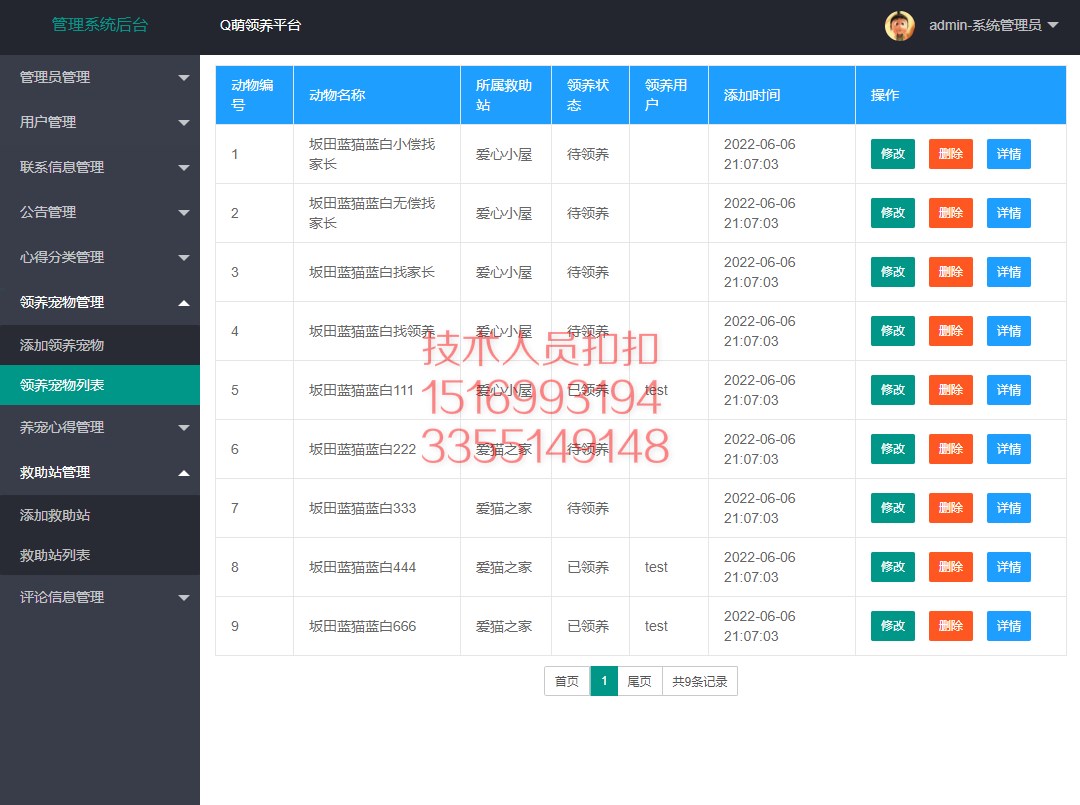 管理系统后台
Q萌领养平台
admin-系统管理员
管理员管理
用户管理
联系信息管理
公告管理
心得分类管理
领养宠物管理
添加领养宠物
领养宠物列表
养宠心得管理
救助站管理
添加救助站
救助站列表
评论信息管理
动物编号 动物名称 所属救助站 领养状态 领养用户 添加时间 操作
1 坂田蓝猫蓝白小偿找家长 爱心小屋 待领养 2022-06-06 21:07:03 修改 删除 详情
2 坂田蓝猫蓝白无偿找家长 爱心小屋 待领养 2022-06-06 21:07:03 修改 删除 详情
3 坂田蓝猫蓝白找家长 爱心小屋 待领养 2022-06-06 21:07:03 修改 删除 详情
4 坂田蓝猫蓝白找领养 爱心小屋 待领养 2022-06-06 21:07:03 修改 删除 详情
5 坂田蓝猫蓝白111 爱心小屋 已领养 test 2022-06-06 21:07:03 修改 删除 详情
6 坂田蓝猫蓝白222 爱猫之家 待领养 2022-06-06 21:07:03 修改 删除 详情
7 坂田蓝猫蓝白333 爱猫之家 待领养 2022-06-06 21:07:03 修改 删除 详情
8 坂田蓝猫蓝白444 爱猫之家 已领养 test 2022-06-06 21:07:03 修改 删除 详情
9 坂田蓝猫蓝白666 爱猫之家 已领养 test 2022-06-06 21:07:03 修改 删除 详情
技术人员扣扣
1516993194
3355149148
首页 1 尾页 共9条记录